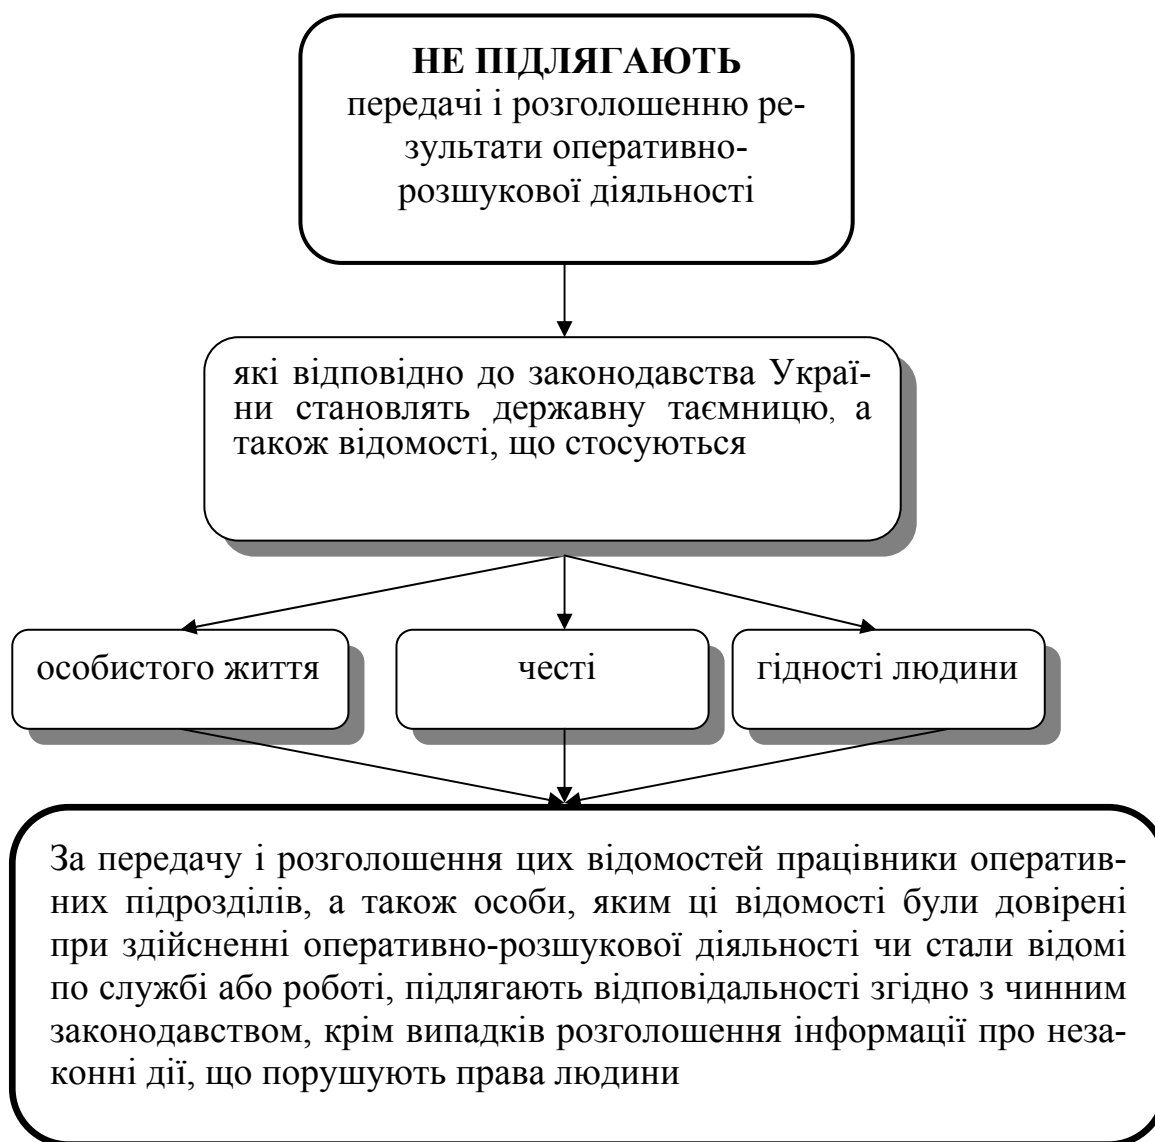 НЕ ПІДЛЯГАЮТЬ
передачі і розголошенню ре-
зультати оперативно-
розшукової діяльності
які відповідно до законодавства Украї-
ни становлять державну таємницю, а
також відомості, що стосуються
особистого життя
честі
гідності людини
За передачу і розголошення цих відомостей працівники оператив-
них підрозділів, а також особи, яким ці відомості були довірені
при здійсненні оперативно-розшукової діяльності чи стали відомі
по службі або роботі, підлягають відповідальності згідно з чинним
законодавством, крім випадків розголошення інформації про неза-
конні дії, що порушують права людини